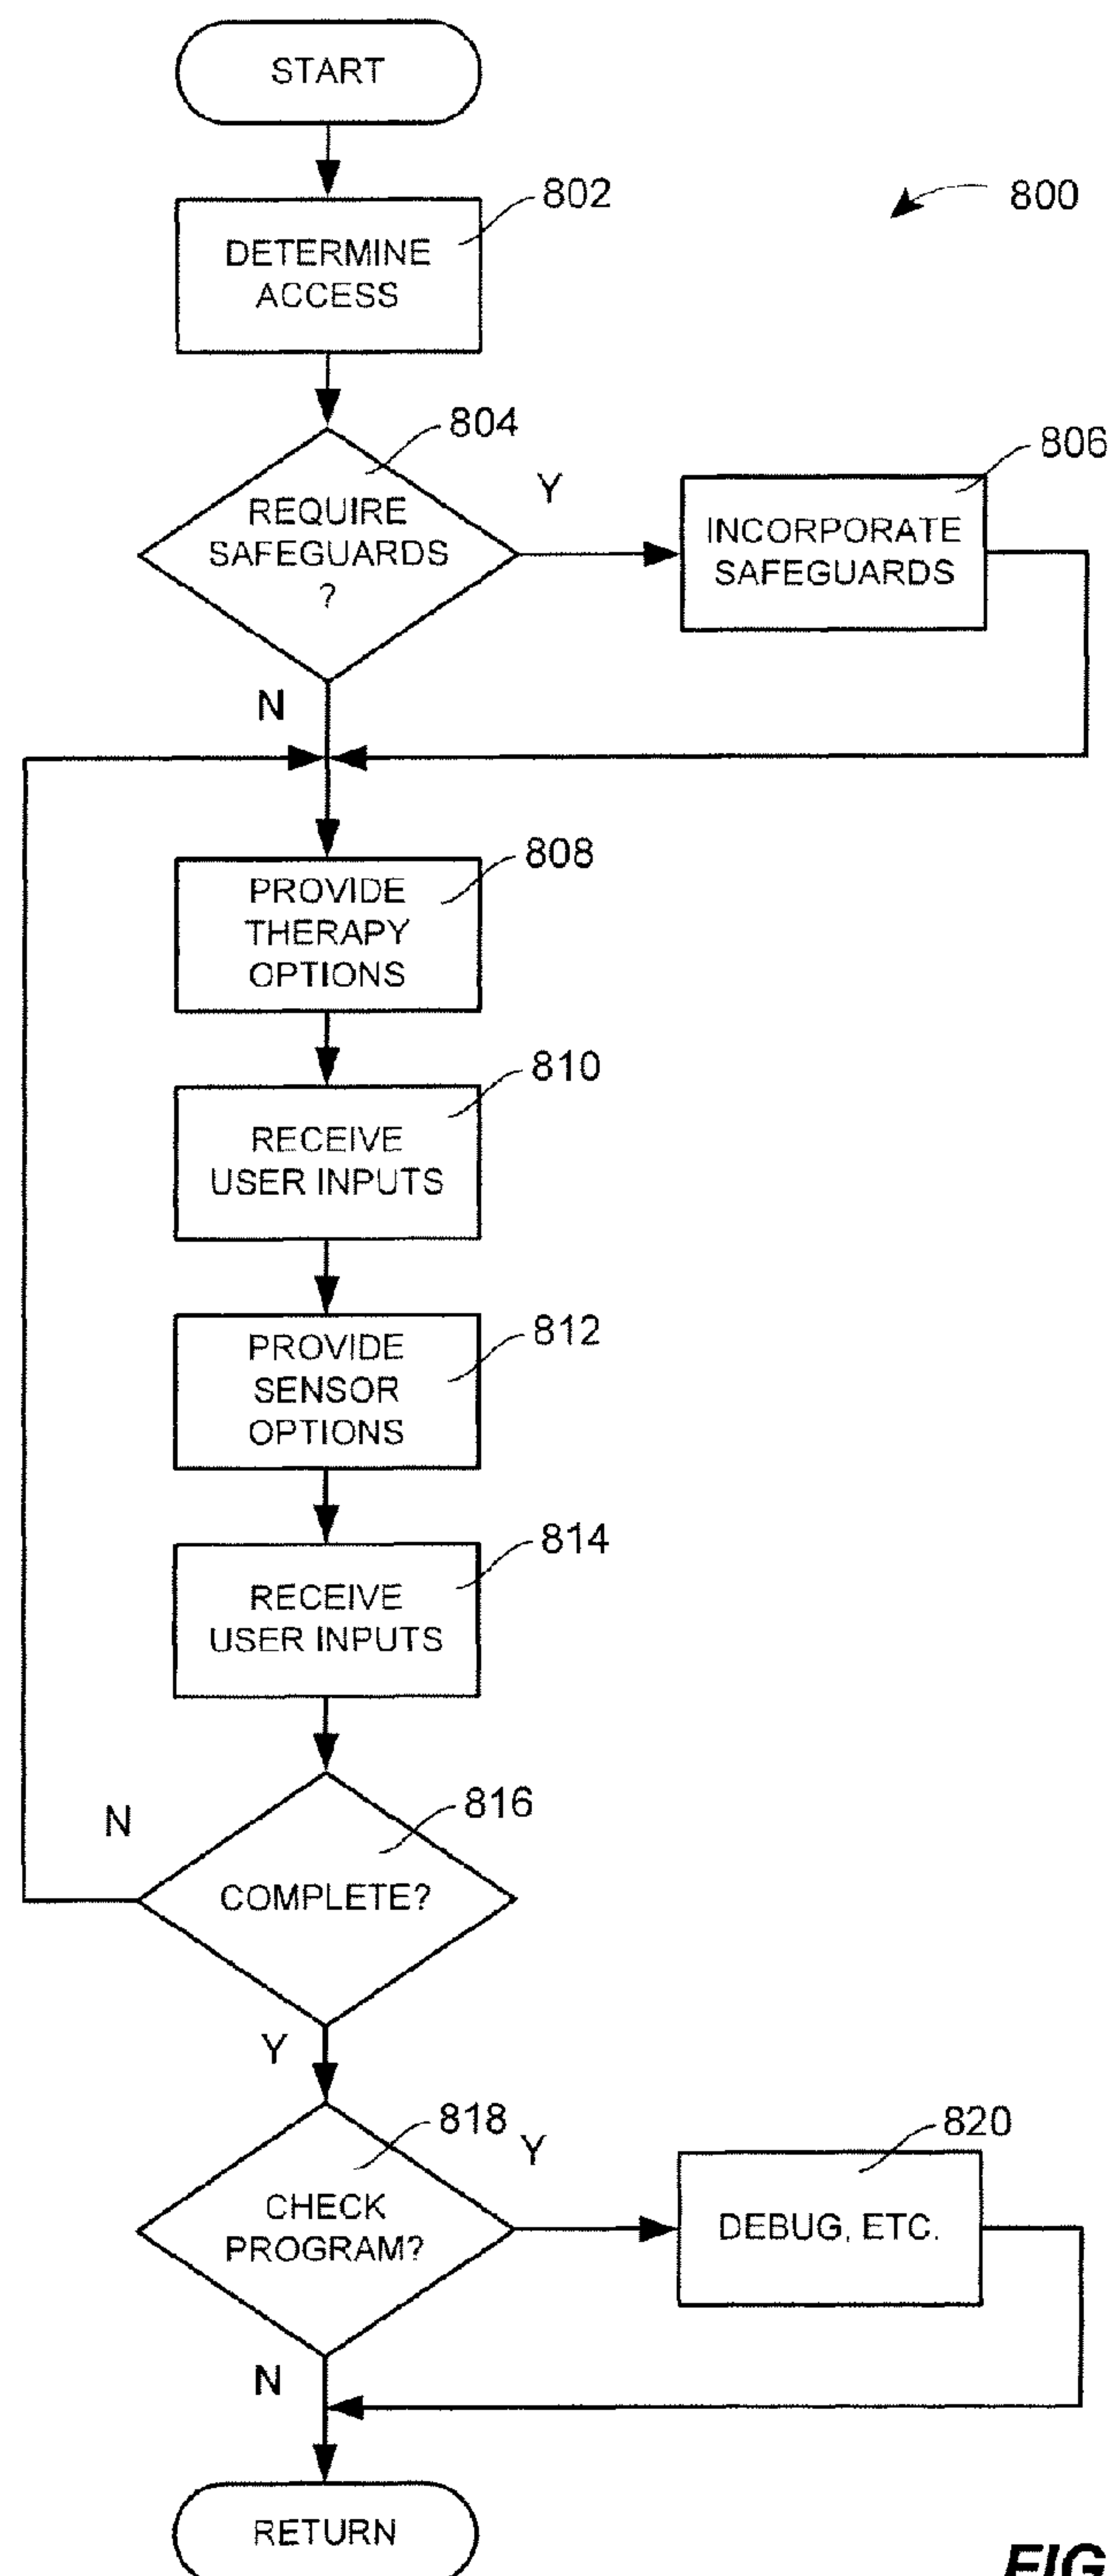 START
802
800
DETERMINE
ACCESS
804
806
REQUIRE
SAFEGUARDS
?
Y
INCORPORATE
SAFEGUARDS
N
808
PROVIDE
THERAPY
OPTIONS
810
RECEIVE
USER INPUTS
812
PROVIDE
SENSOR
OPTIONS
814
RECEIVE
USER INPUTS
816
N
COMPLETE?
Y
818
Y
820
CHECK
PROGRAM?
DEBUG, ETC.
N
RETURN
FIG